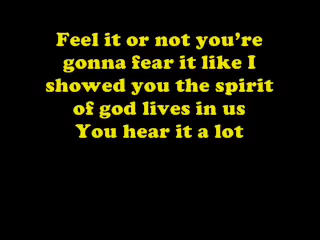 Feel it or not you’re
gonna fear it like I
showed you the spirit
of god lives in us
You hear it a lot